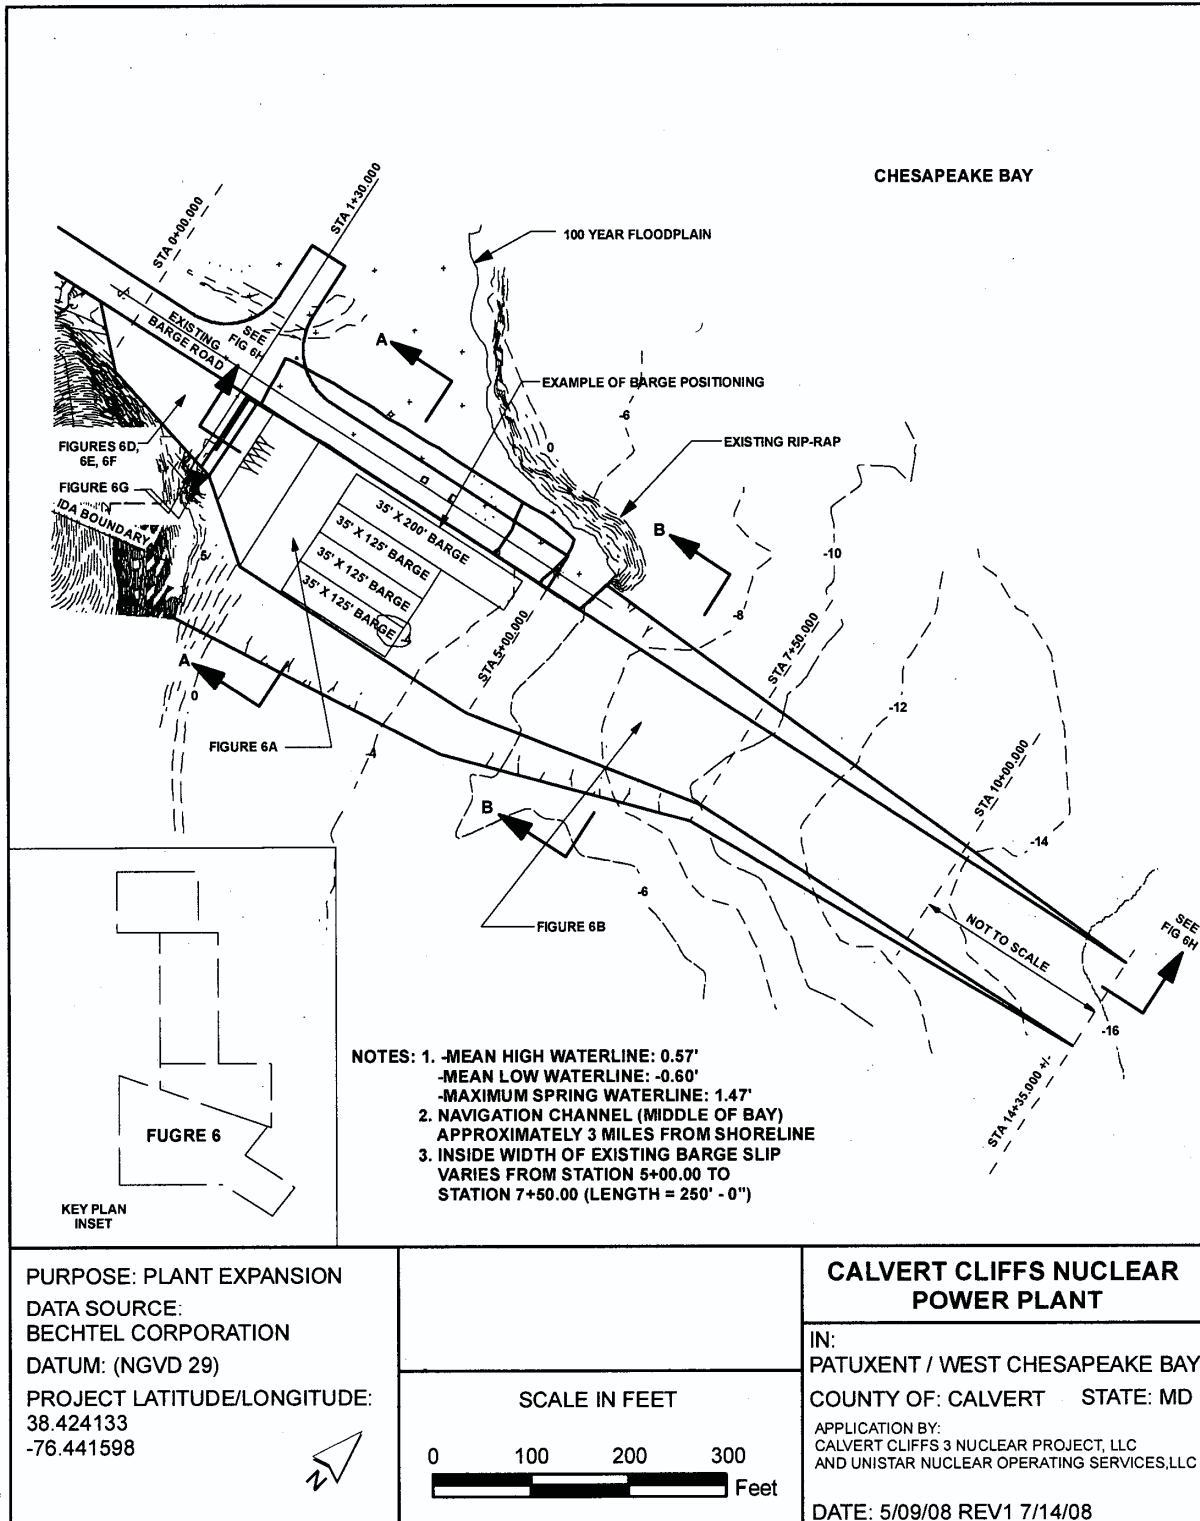 CHESAPEAKE BAY
STA 0+00.000
STA 1+30.000
100 YEAR FLOODPLAIN
EXISTING
BARGE ROAD
SEE
FIG 6H
A
EXAMPLE OF BARGE POSITIONING
-6
0
EXISTING RIP-RAP
FIGURES 6D,
6E, 6F
FIGURE 6G
IDA BOUNDARY
35' X 200' BARGE
35' X 125' BARGE
35' X 125' BARGE
35' X 125' BARGE
B
-10
-8
STA 5+00.000
STA 7+50.000
A
0
-12
FIGURE 6A
-4
STA 10+00.000
B
-14
-6
FIGURE 6B
NOT TO SCALE
SEE
FIG 6H
-16
STA 14+35.000 +/-
NOTES: 1. -MEAN HIGH WATERLINE: 0.57'
-MEAN LOW WATERLINE: -0.60'
-MAXIMUM SPRING WATERLINE: 1.47'
2. NAVIGATION CHANNEL (MIDDLE OF BAY)
APPROXIMATELY 3 MILES FROM SHORELINE
3. INSIDE WIDTH OF EXISTING BARGE SLIP
VARIES FROM STATION 5+00.00 TO
STATION 7+50.00 (LENGTH = 250' - 0")
FUGRE 6
KEY PLAN
INSET
PURPOSE: PLANT EXPANSION
DATA SOURCE:
BECHTEL CORPORATION
DATUM: (NGVD 29)
PROJECT LATITUDE/LONGITUDE:
38.424133
-76.441598
N
SCALE IN FEET
0 100 200 300
Feet
CALVERT CLIFFS NUCLEAR
POWER PLANT
IN:
PATUXENT / WEST CHESAPEAKE BAY
COUNTY OF: CALVERT STATE: MD
APPLICATION BY:
CALVERT CLIFFS 3 NUCLEAR PROJECT, LLC
AND UNISTAR NUCLEAR OPERATING SERVICES,LLC
DATE: 5/09/08 REV1 7/14/08